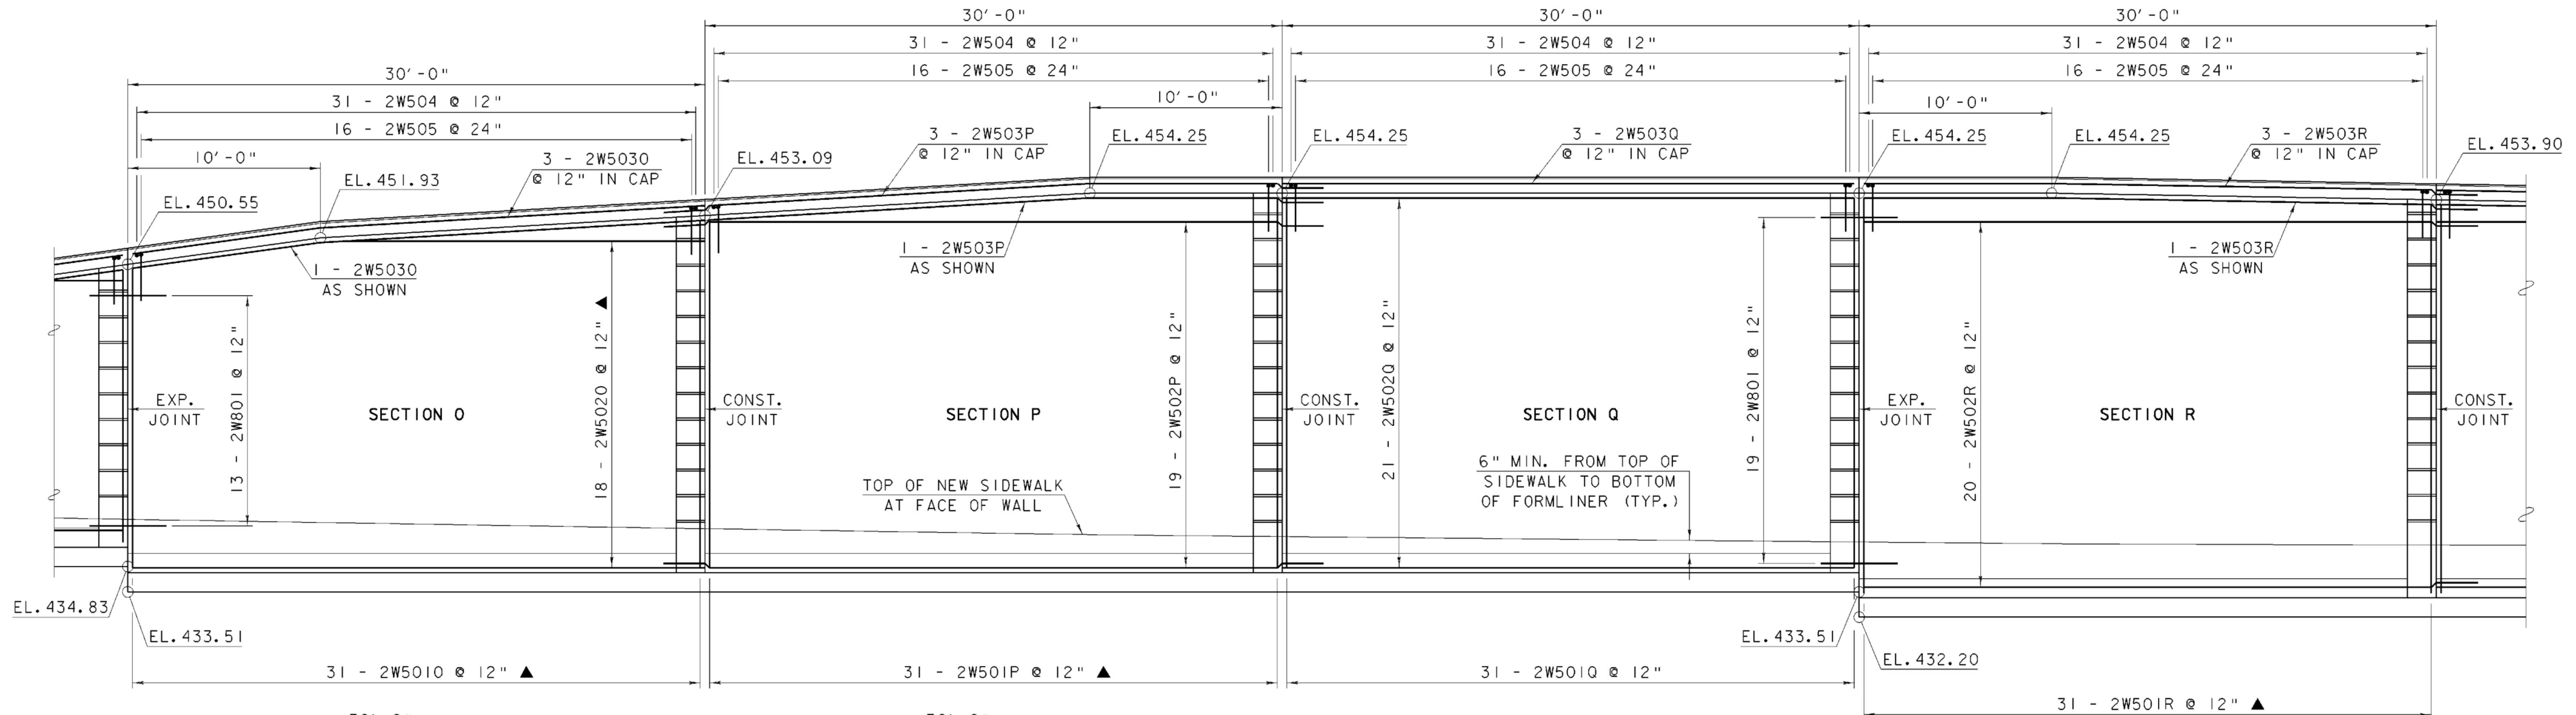 30'-0"
30'-0"
30'-0"
31 - 2W504 @ 12"
31 - 2W504 @ 12"
31 - 2W504 @ 12"
30'-0"
16 - 2W505 @ 24"
16 - 2W505 @ 24"
16 - 2W505 @ 24"
31 - 2W504 @ 12"
10'-0"
10'-0"
16 - 2W505 @ 24"
EL.454.25
EL.454.25
EL.454.25
EL.454.25
10'-0"
3 - 2W503O
@ 12" IN CAP
EL.453.09
3 - 2W503P
@ 12" IN CAP
3 - 2W503Q
@ 12" IN CAP
3 - 2W503R
@ 12" IN CAP
EL.453.90
EL.451.93
EL.450.55
1 - 2W503O
AS SHOWN
1 - 2W503P
AS SHOWN
1 - 2W503R
AS SHOWN
13 - 2W801 @ 12"
18 - 2W502O @ 12" ▲
19 - 2W502P @ 12"
21 - 2W502Q @ 12"
19 - 2W801 @ 12"
20 - 2W502R @ 12"
EXP.
JOINT
SECTION O
CONST.
JOINT
SECTION P
CONST.
JOINT
SECTION Q
EXP.
JOINT
SECTION R
CONST.
JOINT
TOP OF NEW SIDEWALK
AT FACE OF WALL
6" MIN. FROM TOP OF
SIDEWALK TO BOTTOM
OF FORMLINER (TYP.)
EL.434.83
EL.433.51
EL.433.51
EL.432.20
31 - 2W501O @ 12" ▲
31 - 2W501P @ 12" ▲
31 - 2W501Q @ 12"
31 - 2W501R @ 12" ▲